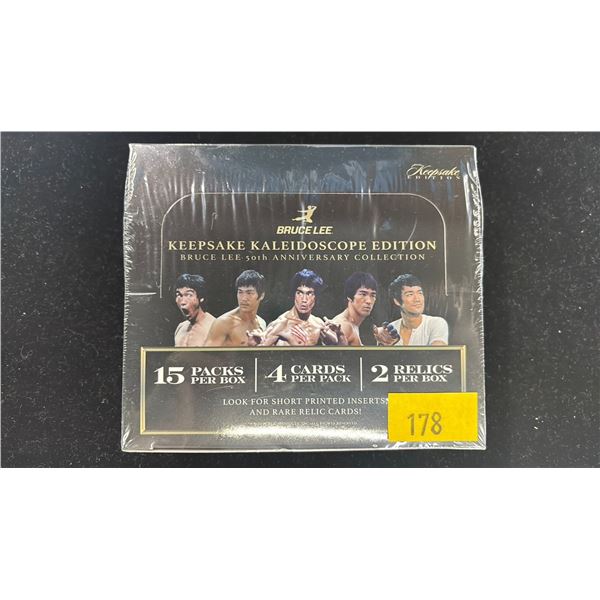 Keepsake
EDITION
BRUCE LEE
KEEPSAKE KALEIDOSCOPE EDITION
BRUCE LEE 50th ANNIVERSARY COLLECTION
15 PACKS PER BOX | 4 CARDS PER PACK | 2 RELICS PER BOX
LOOK FOR SHORT PRINTED INSERTS
AND RARE RELIC CARDS!
178